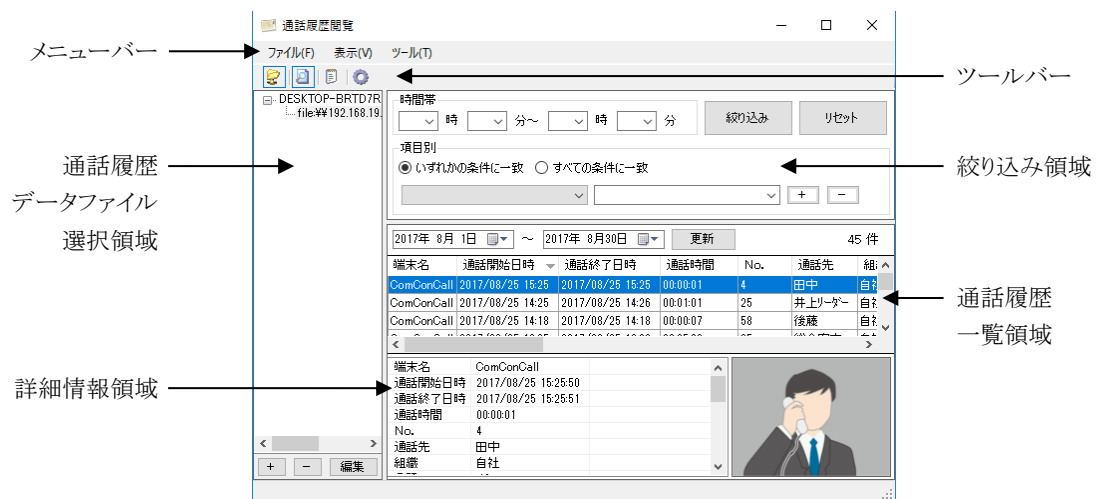 通話履歴閲覧
メニューバー
ファイル(F) 表示(V) ツール(T)
ツールバー
DESKTOP-BRTD7R
file:¥¥192.168.19.
時間帯
時 分～ 時 分
絞り込み リセット
項目別
いずれかの条件に一致 すべての条件に一致
+ −
絞り込み領域
通話履歴
データファイル
選択領域
2017年 8月 1日 ～ 2017年 8月30日 更新 45 件
端末名 通話開始日時 通話終了日時 通話時間 No. 通話先 組
ComConCall 2017/08/25 15:25 2017/08/25 15:25 00:00:01 4 田中 自社
ComConCall 2017/08/25 14:25 2017/08/25 14:26 00:01:01 25 井上リーダー 自社
ComConCall 2017/08/25 14:18 2017/08/25 14:18 00:00:07 58 後藤 自社
通話履歴
一覧領域
詳細情報領域
端末名 ComConCall
通話開始日時 2017/08/25 15:25:50
通話終了日時 2017/08/25 15:25:51
通話時間 00:00:01
No. 4
通話先 田中
組織 自社
+ − 編集